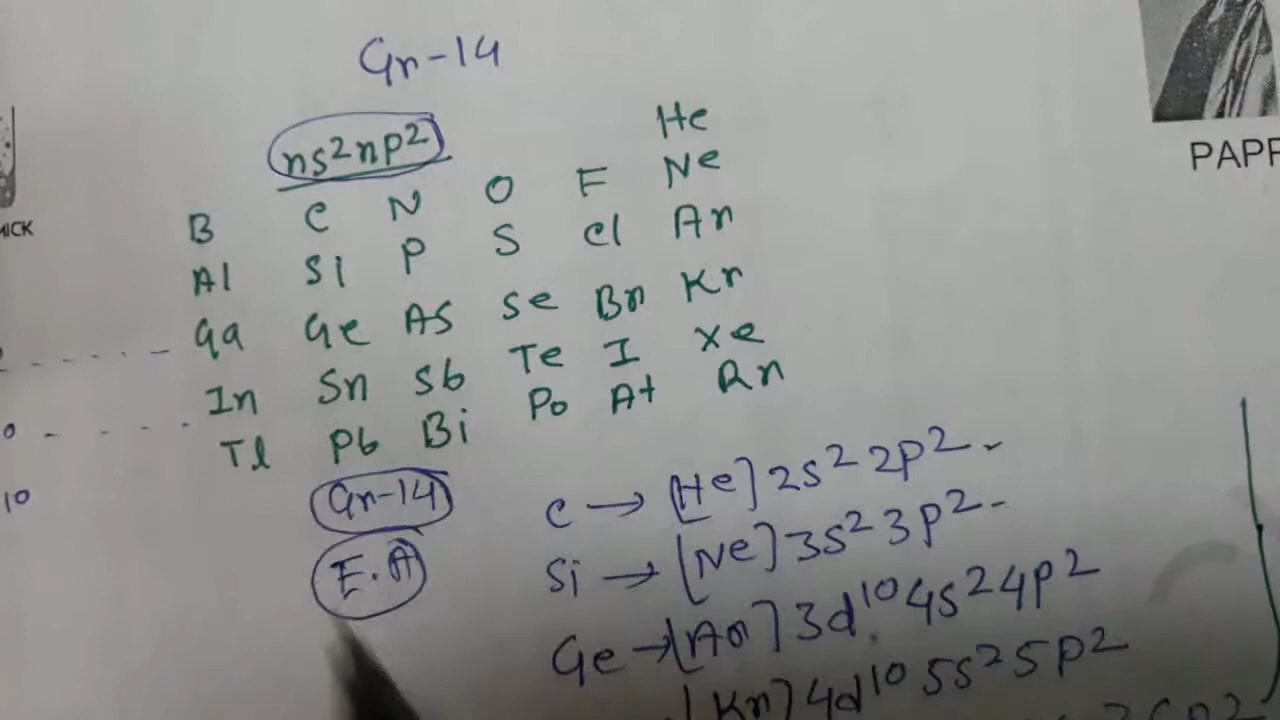 Gr-14
ns²np²
He
B C N O F Ne
Al Si P S Cl Ar
Ga Ge As Se Br Kr
In Sn Sb Te I Xe
Tl Pb Bi Po At Rn
Gr-14
E.A
C → [He] 2s² 2p²
Si → [Ne] 3s² 3p²
Ge → [Ar] 3d¹⁰ 4s² 4p²
[Kr] 4d¹⁰ 5s² 5p²
10